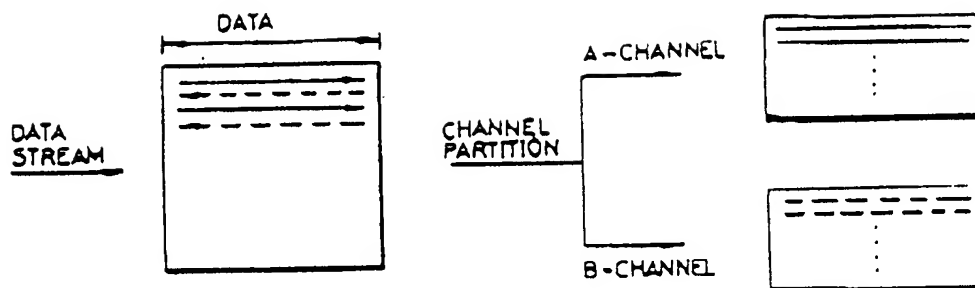 DATA
DATA
STREAM
CHANNEL
PARTITION
A-CHANNEL
B-CHANNEL